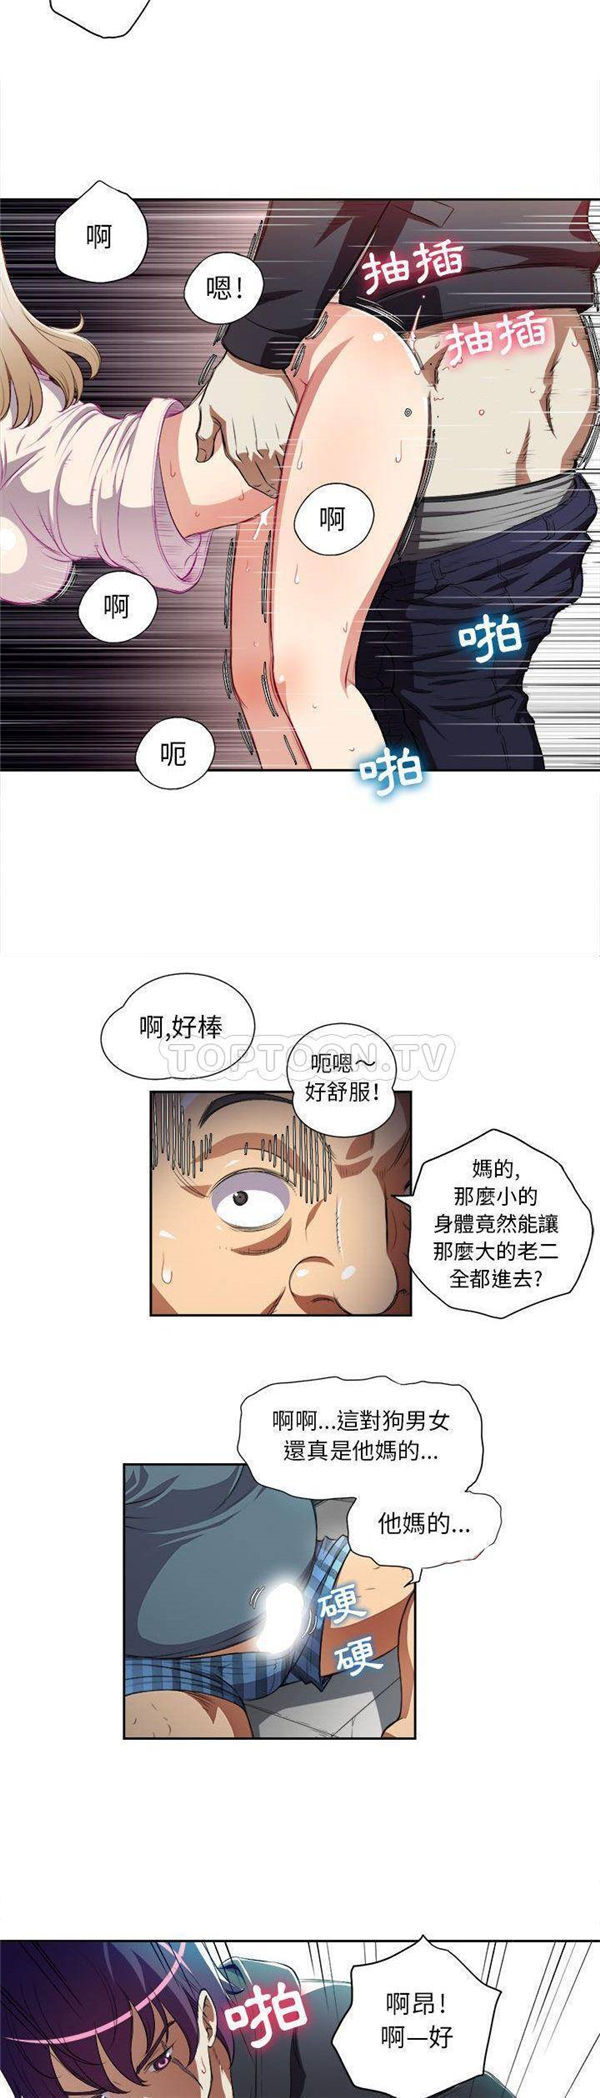 啊
嗯!
抽插
抽插
啊
啊
啪
呃
啪
啊,好棒
TOPTOON.TV
呃嗯～
好舒服!
媽的,
那麼小的
身體竟然能讓
那麼大的老二
全都進去?
啊啊...這對狗男女
還真是他媽的...
他媽的...
硬
硬
啪
啊昂!
啊—好